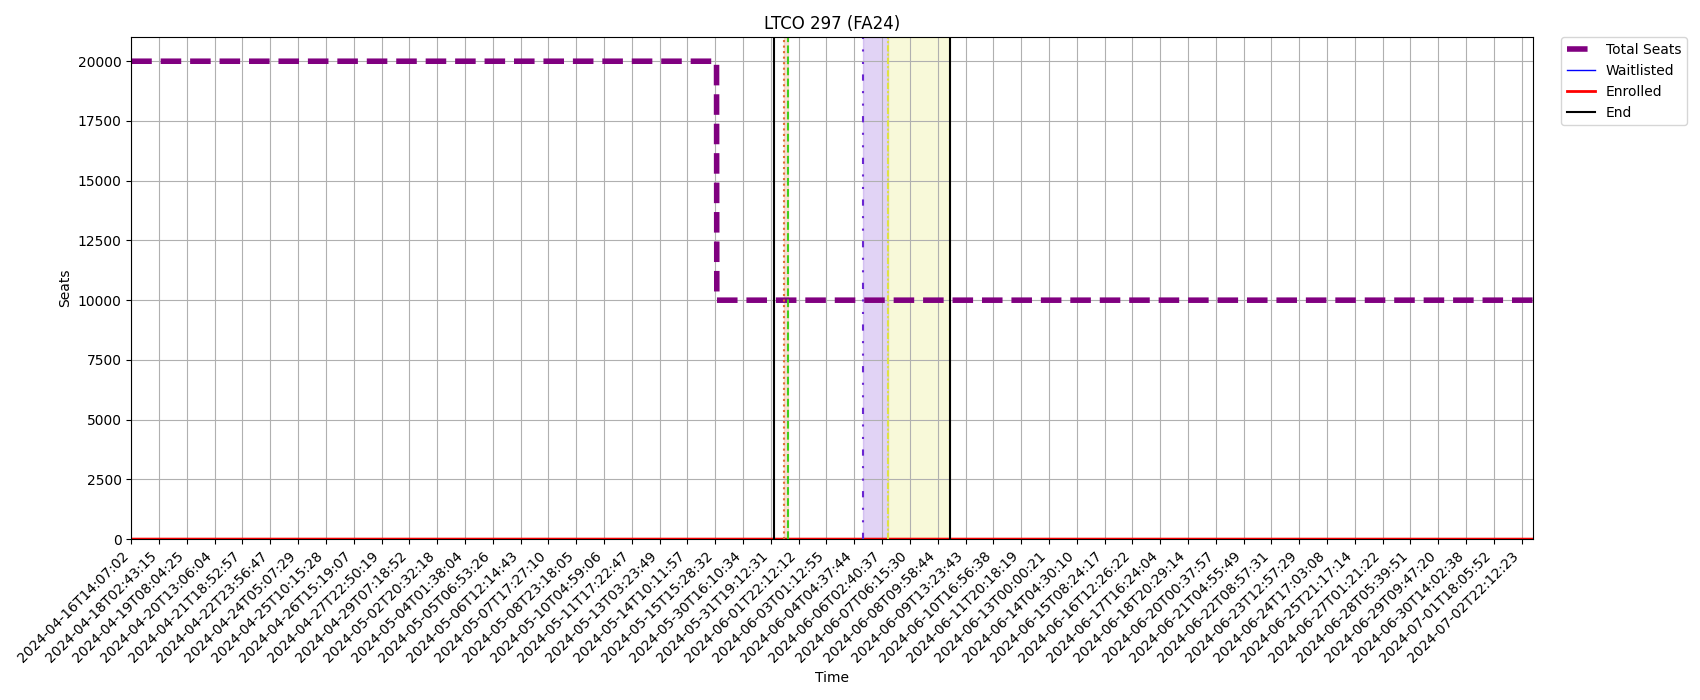 LTCO 297 (FA24)
Total Seats
Waitlisted
Enrolled
End
Seats
20000
17500
15000
12500
10000
7500
5000
2500
0
2024-04-16T14:07:02
2024-04-18T02:43:15
2024-04-19T08:04:25
2024-04-20T13:06:04
2024-04-21T18:52:57
2024-04-22T23:56:47
2024-04-24T05:07:29
2024-04-25T10:15:28
2024-04-26T15:19:07
2024-04-27T22:50:19
2024-04-29T07:18:52
2024-05-02T20:32:18
2024-05-04T01:38:04
2024-05-05T06:53:26
2024-05-06T12:14:43
2024-05-07T17:27:10
2024-05-08T23:18:05
2024-05-10T04:59:06
2024-05-11T17:22:47
2024-05-13T03:23:49
2024-05-14T10:11:57
2024-05-15T15:28:32
2024-05-30T16:10:34
2024-05-31T19:12:31
2024-06-01T22:12:12
2024-06-03T01:12:55
2024-06-04T04:37:44
2024-06-06T02:40:37
2024-06-07T06:15:30
2024-06-08T09:58:44
2024-06-09T13:23:43
2024-06-10T16:56:38
2024-06-11T20:18:19
2024-06-13T00:00:21
2024-06-14T04:30:10
2024-06-15T08:24:17
2024-06-16T12:26:22
2024-06-17T16:24:04
2024-06-18T20:29:14
2024-06-20T00:37:57
2024-06-21T04:55:49
2024-06-22T08:57:31
2024-06-23T12:57:29
2024-06-24T17:03:08
2024-06-25T21:17:14
2024-06-27T01:21:22
2024-06-28T05:39:51
2024-06-29T09:47:20
2024-06-30T14:02:38
2024-07-01T18:05:52
2024-07-02T22:12:23
Time